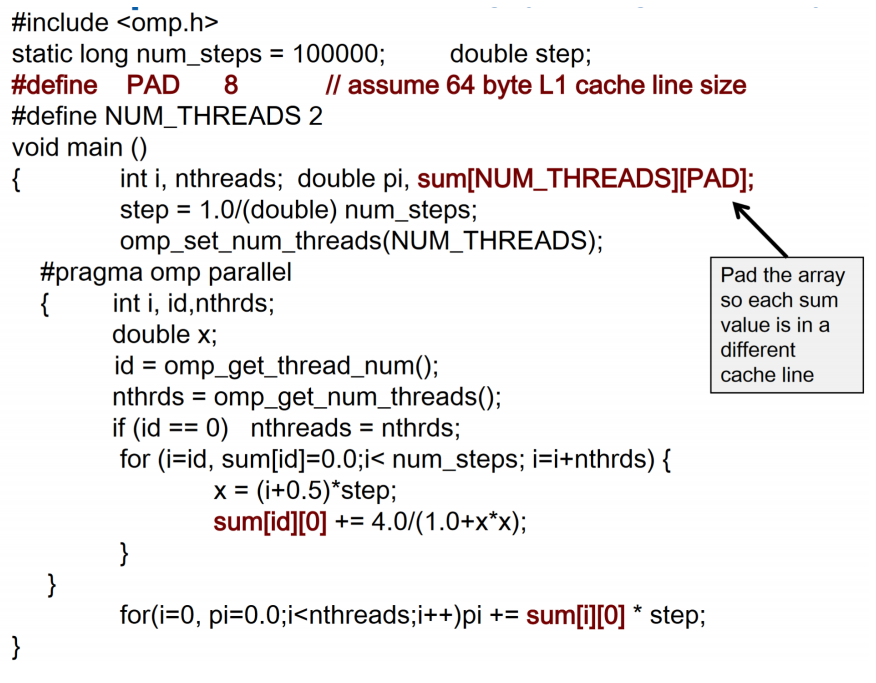 #include <omp.h>
static long num_steps = 100000;        double step;
#define   PAD     8          // assume 64 byte L1 cache line size
#define NUM_THREADS 2
void main ()
{          int i, nthreads;  double pi, sum[NUM_THREADS][PAD];
step = 1.0/(double) num_steps;
omp_set_num_threads(NUM_THREADS);
#pragma omp parallel
{        int i, id,nthrds;
double x;
id = omp_get_thread_num();
nthrds = omp_get_num_threads();
if (id == 0)   nthreads = nthrds;
for (i=id, sum[id]=0.0;i< num_steps; i=i+nthrds) {
x = (i+0.5)*step;
sum[id][0] += 4.0/(1.0+x*x);
}
}
for(i=0, pi=0.0;i<nthreads;i++)pi += sum[i][0] * step;
}
Pad the array
so each sum
value is in a
different
cache line